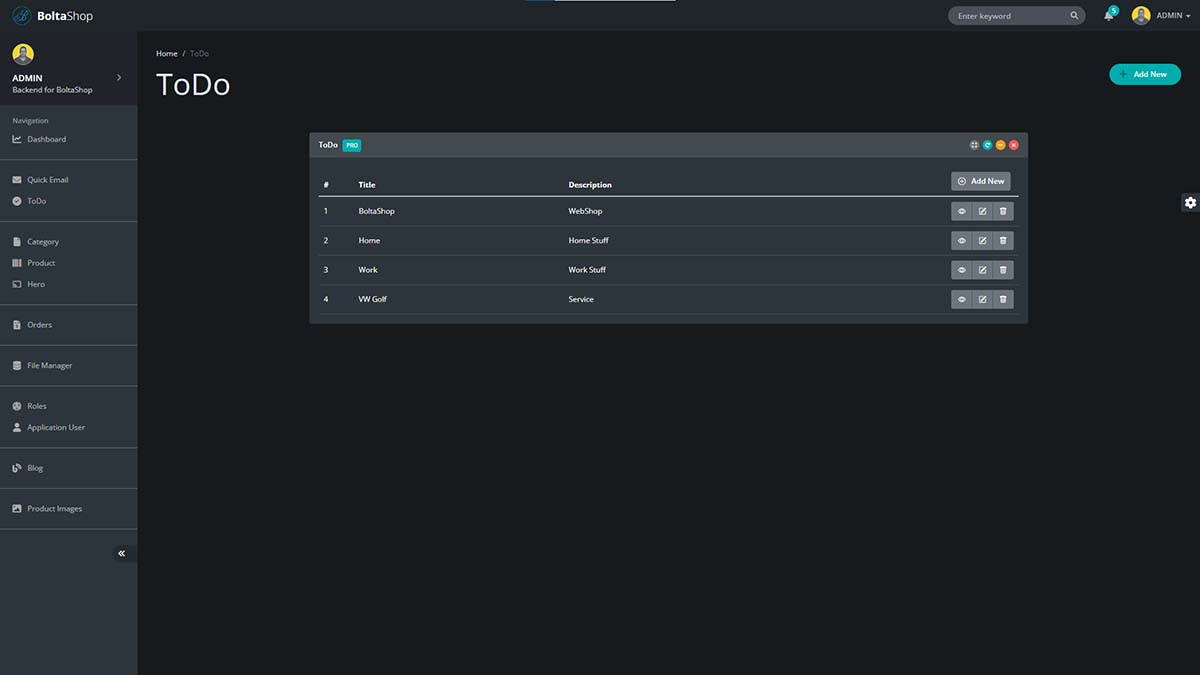 BoltaShop
Enter keyword
5
ADMIN
ADMIN
Backend for BoltaShop
Navigation
Dashboard
Quick Email
ToDo
Category
Product
Hero
Orders
File Manager
Roles
Application User
Blog
Product Images
Home / ToDo
ToDo
Add New
ToDo PRO
# Title Description Add New
1 BoltaShop WebShop
2 Home Home Stuff
3 Work Work Stuff
4 VW Golf Service